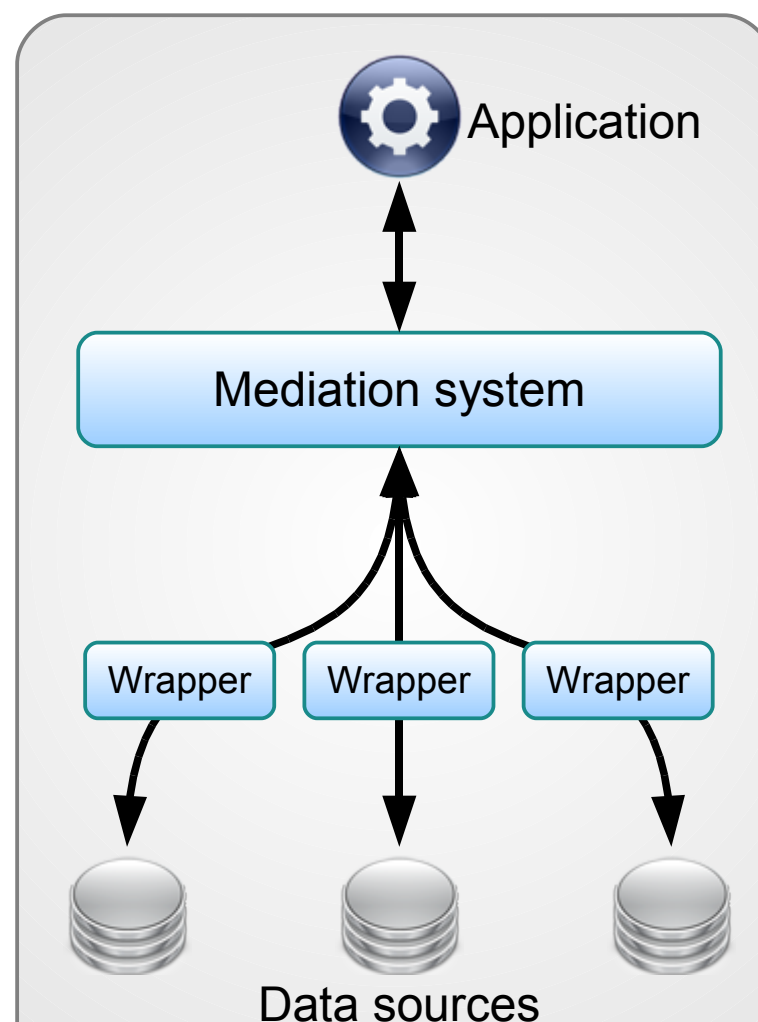 Application
Mediation system
Wrapper
Wrapper
Wrapper
Data sources